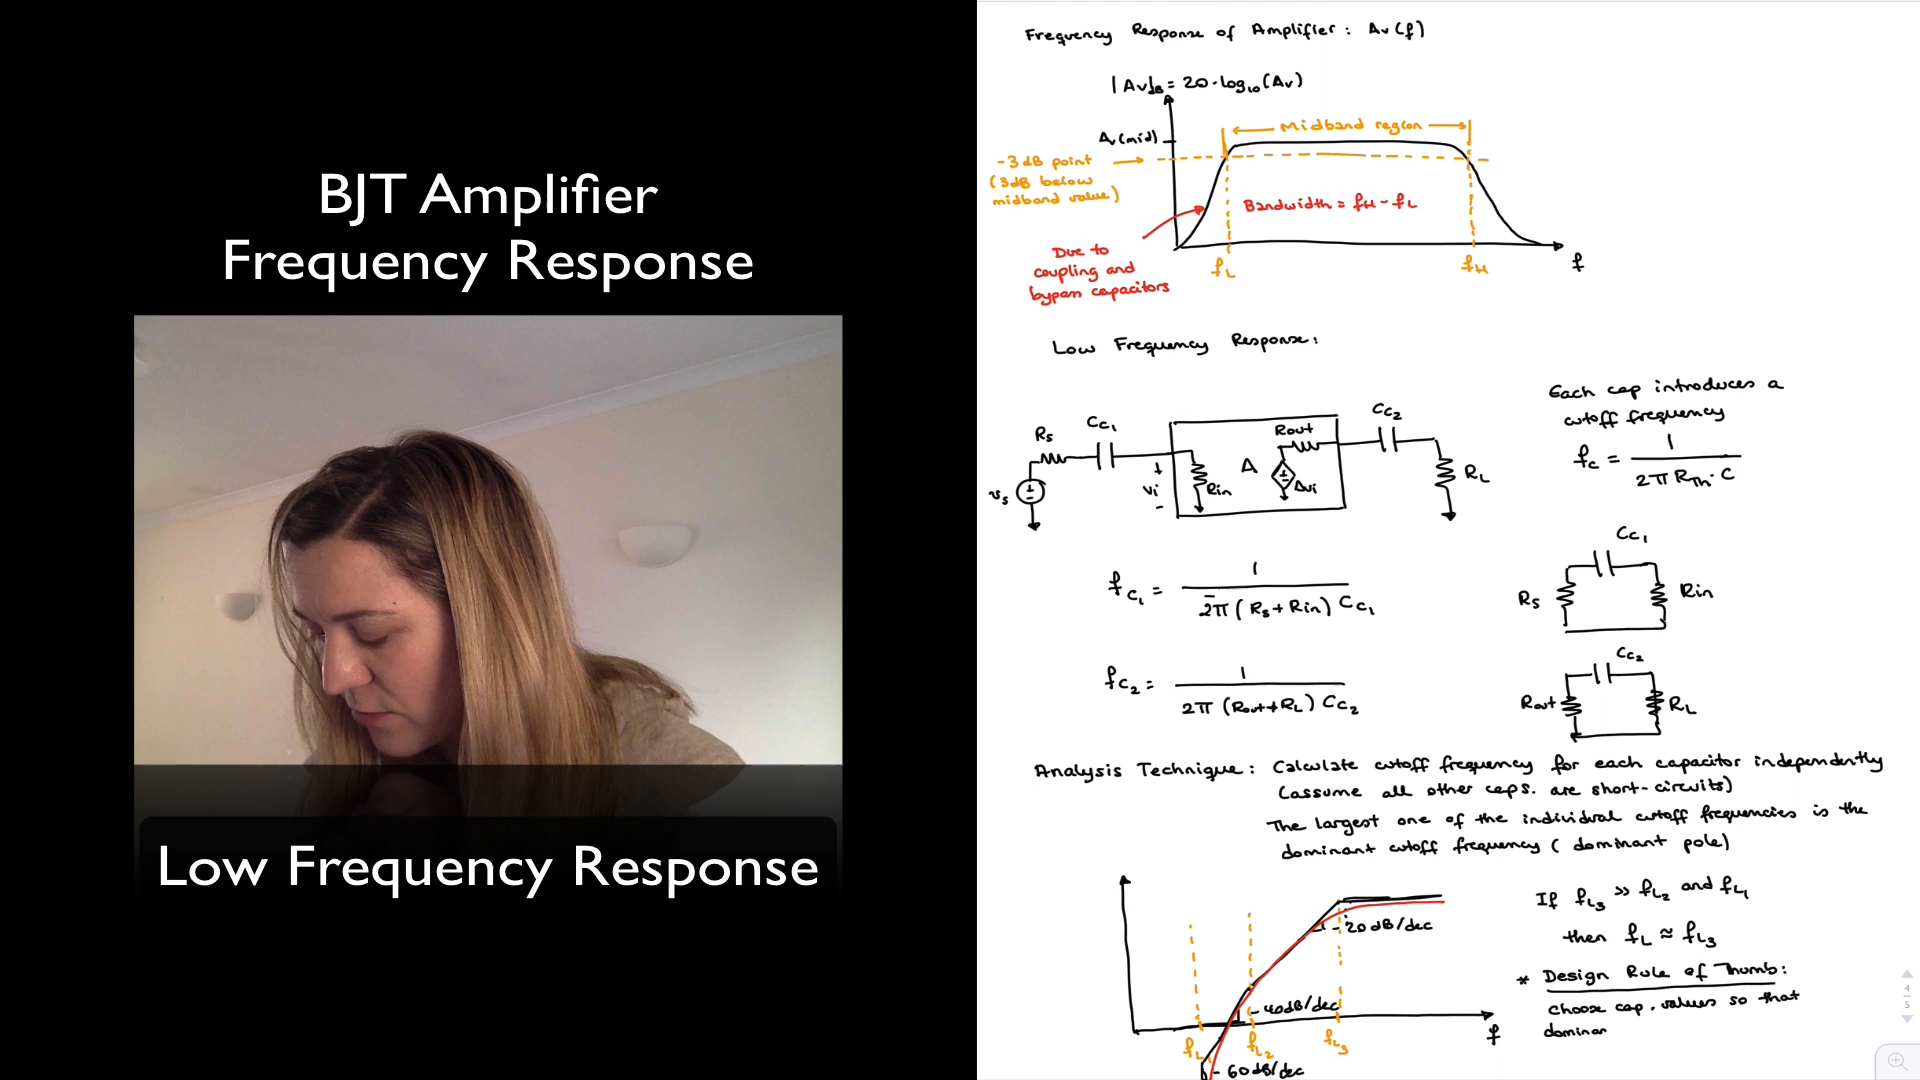 BJT Amplifier
Frequency Response
Low Frequency Response
Frequency Response of Amplifier: Av(f)
|Av|dB = 20·log10(Av)
Av(mid)
Midband region
-3dB point
(3dB below
midband value)
Bandwidth = fH - fL
Due to
coupling and
bypass capacitors
fL
fH
f
Low Frequency Response:
Each cap introduces a
cutoff frequency
fc = 1 / 2π RTh · C
Rs
Cc1
vs
+
vi
-
Rin
A
Rout
Avi
Cc2
RL
fC1 = 1 / 2π (Rs + Rin) CC1
Cc1
Rs
Rin
fC2 = 1 / 2π (Rout + RL) CC2
Cc2
Rout
RL
Analysis Technique: Calculate cutoff frequency for each capacitor independently
(assume all other caps. are short-circuits)
The largest one of the individual cutoff frequencies is the
dominant cutoff frequency (dominant pole)
-20dB/dec
-40dB/dec
-60dB/dec
fL1
fL2
fL3
f
If fL3 >> fL2 and fL1
then fL ≈ fL3
* Design Rule of Thumb:
choose cap. values so that
dominan
4
5